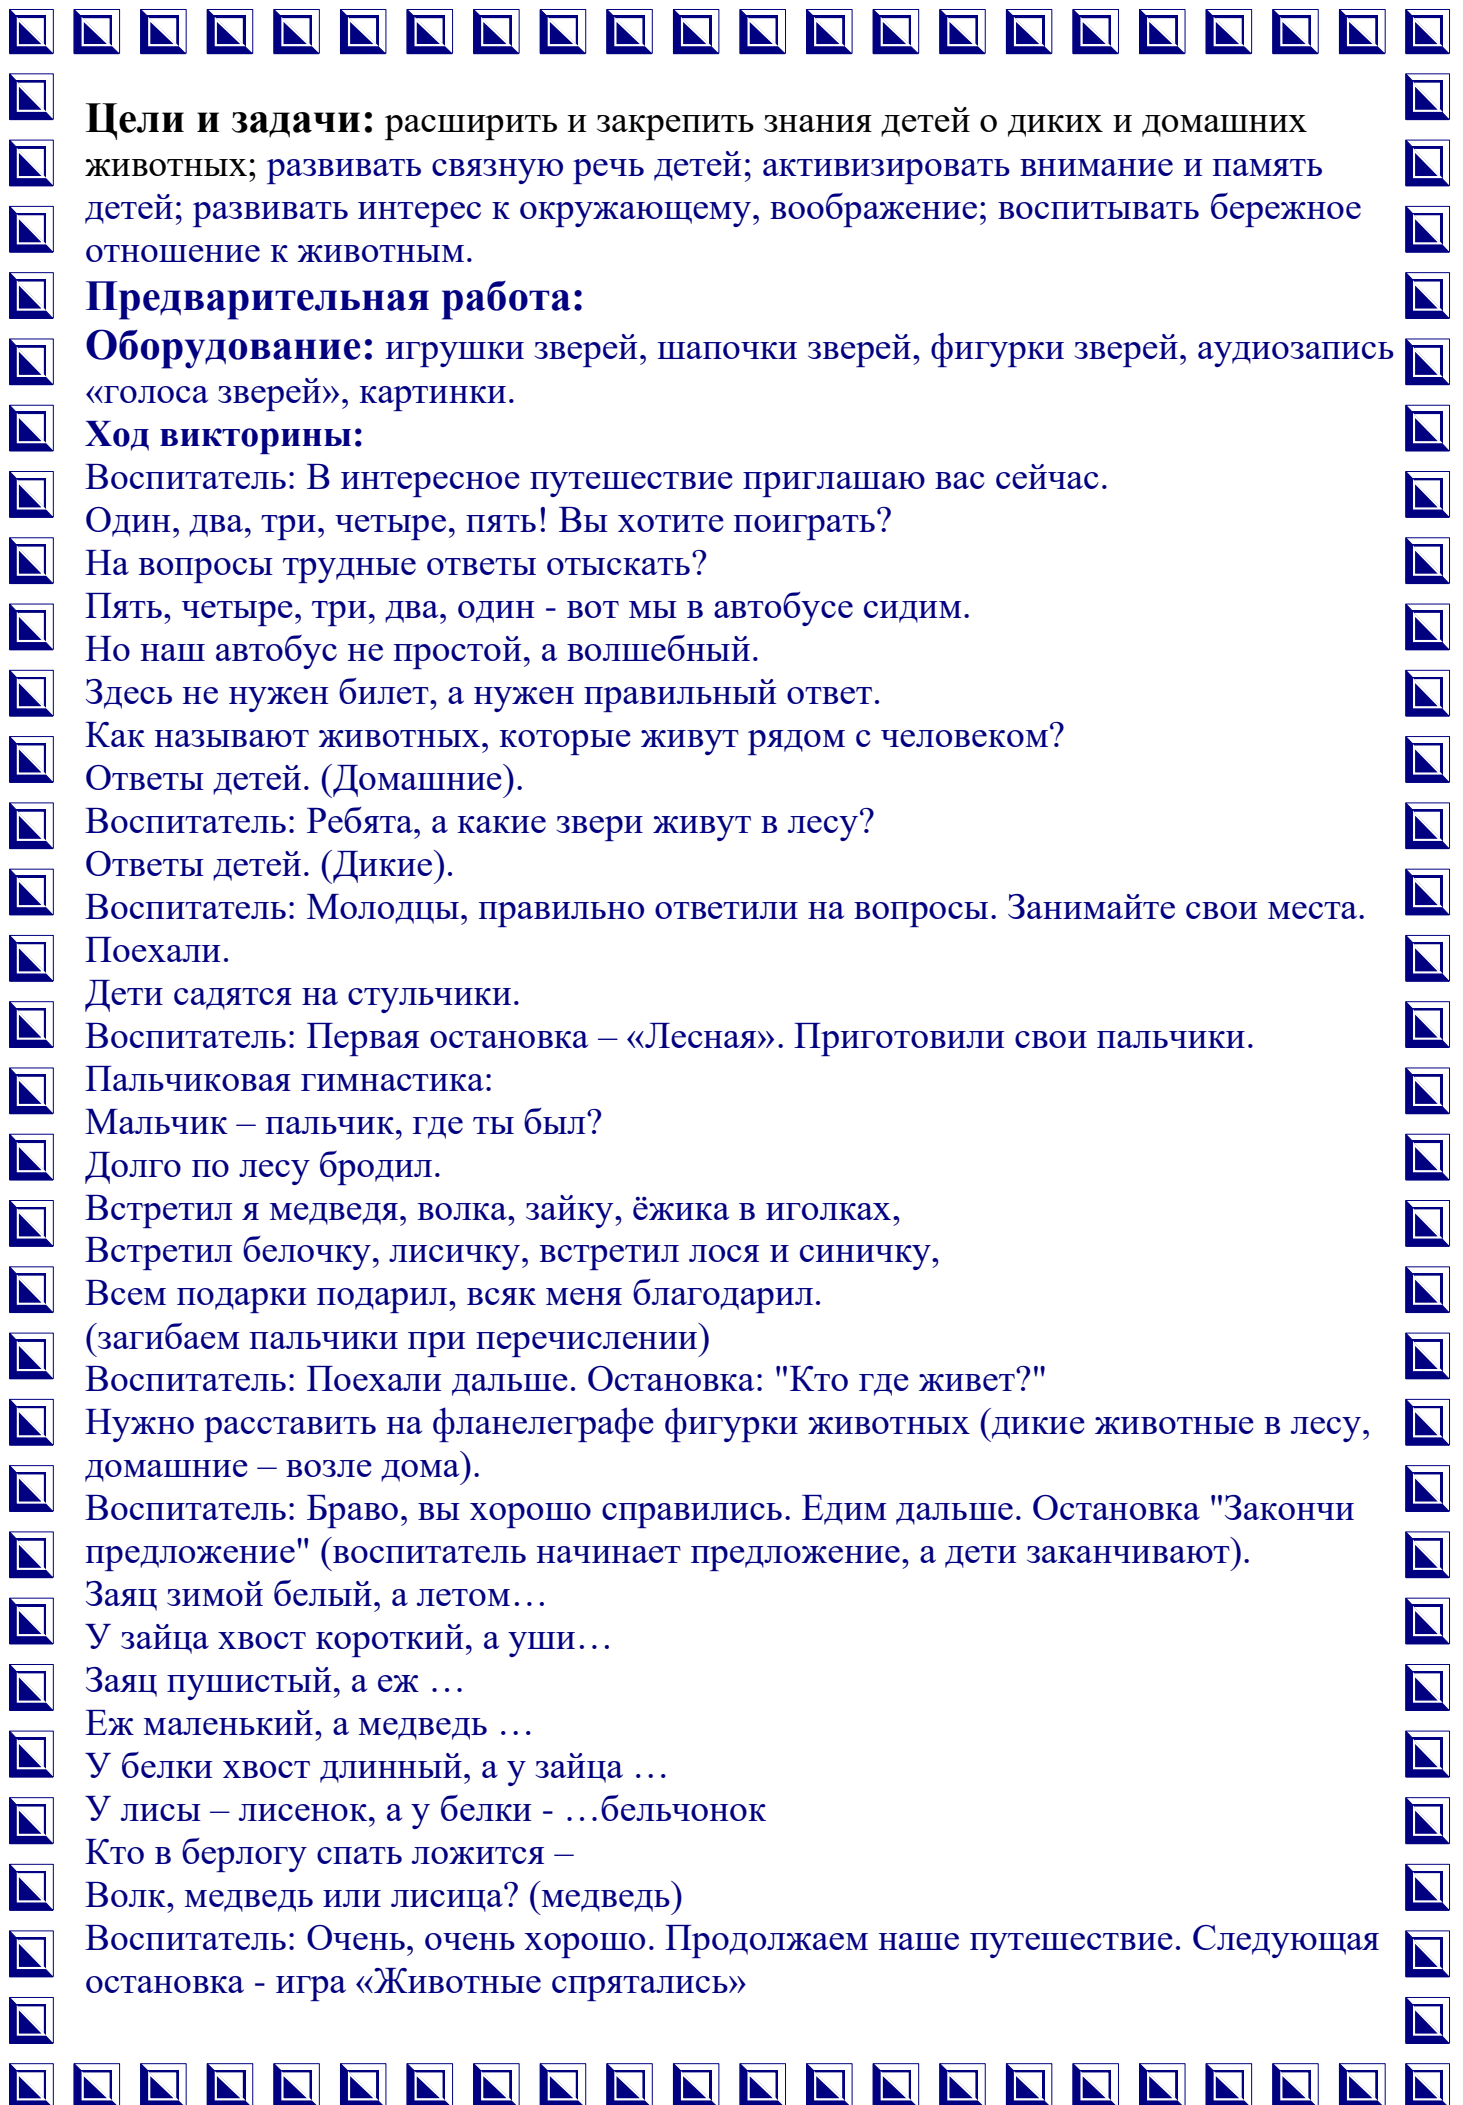 Цели и задачи: расширить и закрепить знания детей о диких и домашних
животных; развивать связную речь детей; активизировать внимание и память
детей; развивать интерес к окружающему, воображение; воспитывать бережное
отношение к животным.
Предварительная работа:
Оборудование: игрушки зверей, шапочки зверей, фигурки зверей, аудиозапись
«голоса зверей», картинки.
Ход викторины:
Воспитатель: В интересное путешествие приглашаю вас сейчас.
Один, два, три, четыре, пять! Вы хотите поиграть?
На вопросы трудные ответы отыскать?
Пять, четыре, три, два, один - вот мы в автобусе сидим.
Но наш автобус не простой, а волшебный.
Здесь не нужен билет, а нужен правильный ответ.
Как называют животных, которые живут рядом с человеком?
Ответы детей. (Домашние).
Воспитатель: Ребята, а какие звери живут в лесу?
Ответы детей. (Дикие).
Воспитатель: Молодцы, правильно ответили на вопросы. Занимайте свои места.
Поехали.
Дети садятся на стульчики.
Воспитатель: Первая остановка – «Лесная». Приготовили свои пальчики.
Пальчиковая гимнастика:
Мальчик – пальчик, где ты был?
Долго по лесу бродил.
Встретил я медведя, волка, зайку, ёжика в иголках,
Встретил белочку, лисичку, встретил лося и синичку,
Всем подарки подарил, всяк меня благодарил.
(загибаем пальчики при перечислении)
Воспитатель: Поехали дальше. Остановка: "Кто где живет?"
Нужно расставить на фланелеграфе фигурки животных (дикие животные в лесу,
домашние – возле дома).
Воспитатель: Браво, вы хорошо справились. Едим дальше. Остановка "Закончи
предложение" (воспитатель начинает предложение, а дети заканчивают).
Заяц зимой белый, а летом…
У зайца хвост короткий, а уши…
Заяц пушистый, а еж …
Еж маленький, а медведь …
У белки хвост длинный, а у зайца …
У лисы – лисенок, а у белки - …бельчонок
Кто в берлогу спать ложится –
Волк, медведь или лисица? (медведь)
Воспитатель: Очень, очень хорошо. Продолжаем наше путешествие. Следующая
остановка - игра «Животные спрятались»